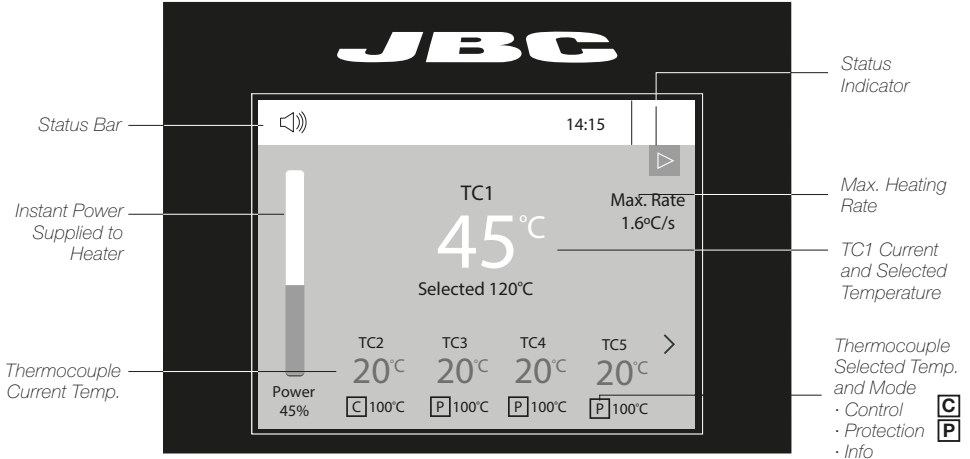 JBC
Status Bar
Instant Power
Supplied to
Heater
Thermocouple
Current Temp.
14:15
TC1
45°C
Selected 120°C
Max. Rate
1.6ºC/s
TC2
TC3
TC4
TC5
20°C
20°C
20°C
20°C
C 100°C
P 100°C
P 100°C
P 100°C
Power
45%
Status
Indicator
Max. Heating
Rate
TC1 Current
and Selected
Temperature
Thermocouple
Selected Temp.
and Mode
· Control C
· Protection P
· Info